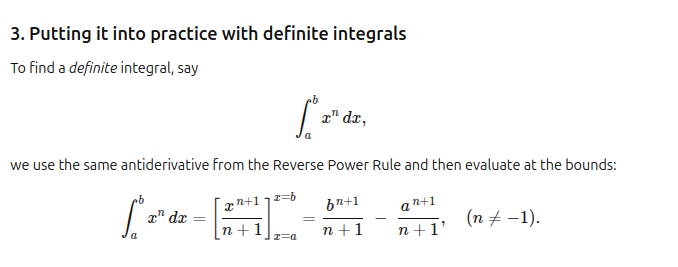 3. Putting it into practice with definite integrals
To find a definite integral, say
$$\int_a^b x^n \, dx,$$
we use the same antiderivative from the Reverse Power Rule and then evaluate at the bounds:
$$\int_a^b x^n \, dx = \left[\frac{x^{n+1}}{n+1}\right]_{x=a}^{x=b} = \frac{b^{n+1}}{n+1} - \frac{a^{n+1}}{n+1}, \quad (n \neq -1).$$